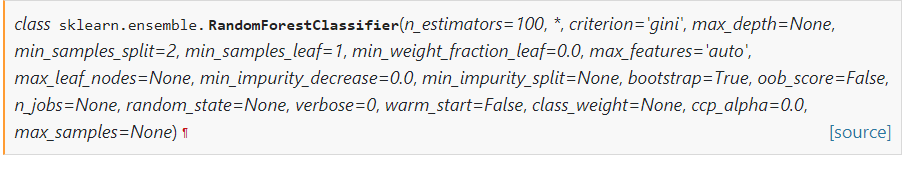 class sklearn.ensemble.RandomForestClassifier(n_estimators=100, *, criterion='gini', max_depth=None,
min_samples_split=2, min_samples_leaf=1, min_weight_fraction_leaf=0.0, max_features='auto',
max_leaf_nodes=None, min_impurity_decrease=0.0, min_impurity_split=None, bootstrap=True, oob_score=False,
n_jobs=None, random_state=None, verbose=0, warm_start=False, class_weight=None, ccp_alpha=0.0,
max_samples=None) ¶ [source]